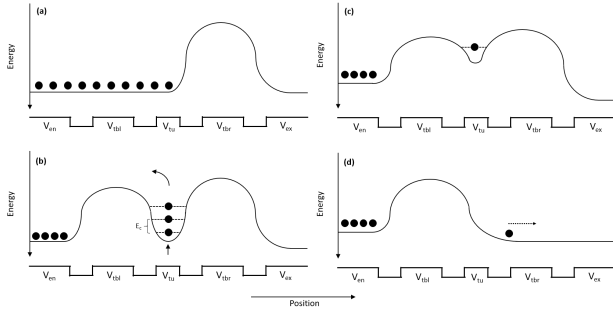 (a)
Energy
V_en V_tbl V_tu V_tbr V_ex
(c)
Energy
V_en V_tbl V_tu V_tbr V_ex
(b)
Energy
E_c
V_en V_tbl V_tu V_tbr V_ex
(d)
Energy
V_en V_tbl V_tu V_tbr V_ex
Position